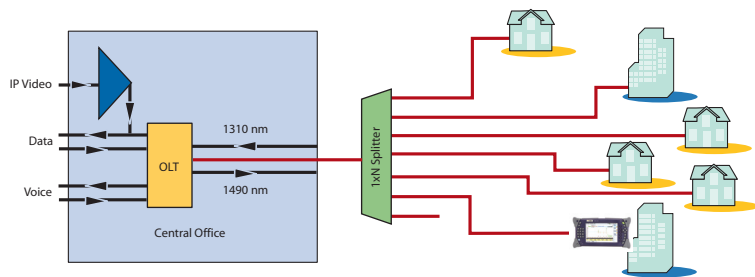 IP Video
Data
Voice
OLT
1310 nm
1490 nm
Central Office
1xN Splitter